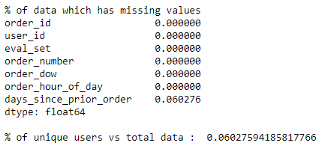 % of data which has missing values
order_id 0.000000
user_id 0.000000
eval_set 0.000000
order_number 0.000000
order_dow 0.000000
order_hour_of_day 0.000000
days_since_prior_order 0.060276
dtype: float64
% of unique users vs total data : 0.06027594185817766